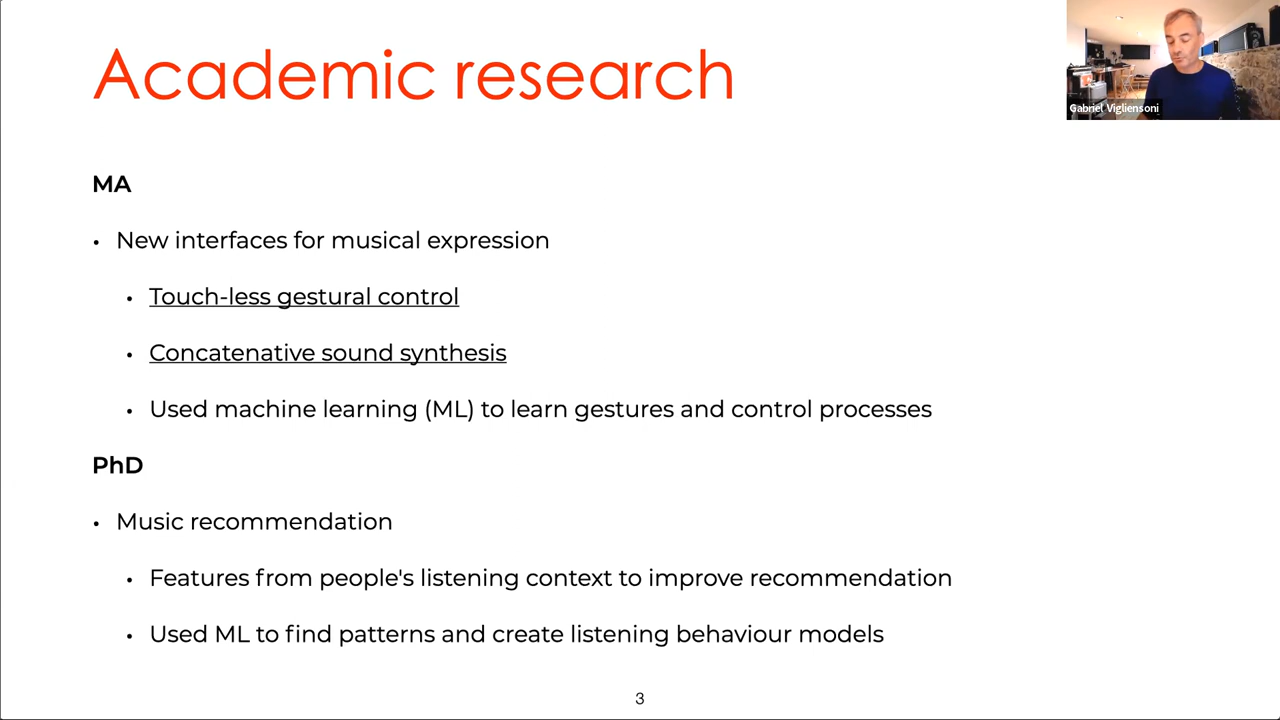 Academic research
Gabriel Vigliensoni
MA
• New interfaces for musical expression
• Touch-less gestural control
• Concatenative sound synthesis
• Used machine learning (ML) to learn gestures and control processes
PhD
• Music recommendation
• Features from people's listening context to improve recommendation
• Used ML to find patterns and create listening behaviour models
3